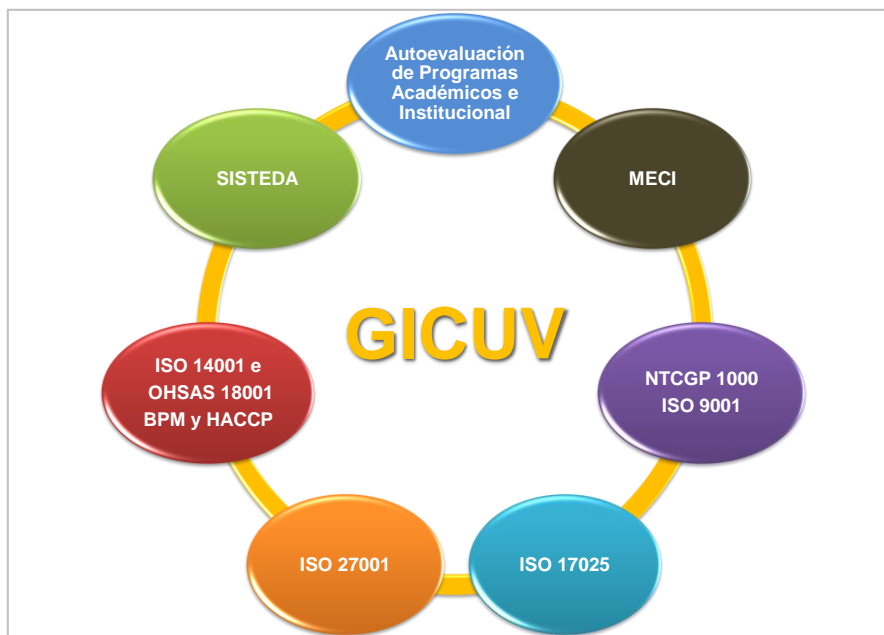 Autoevaluación
de Programas
Académicos e
Institucional
SISTEDA
MECI
GICUV
ISO 14001 e
OHSAS 18001
BPM y HACCP
NTCGP 1000
ISO 9001
ISO 27001
ISO 17025